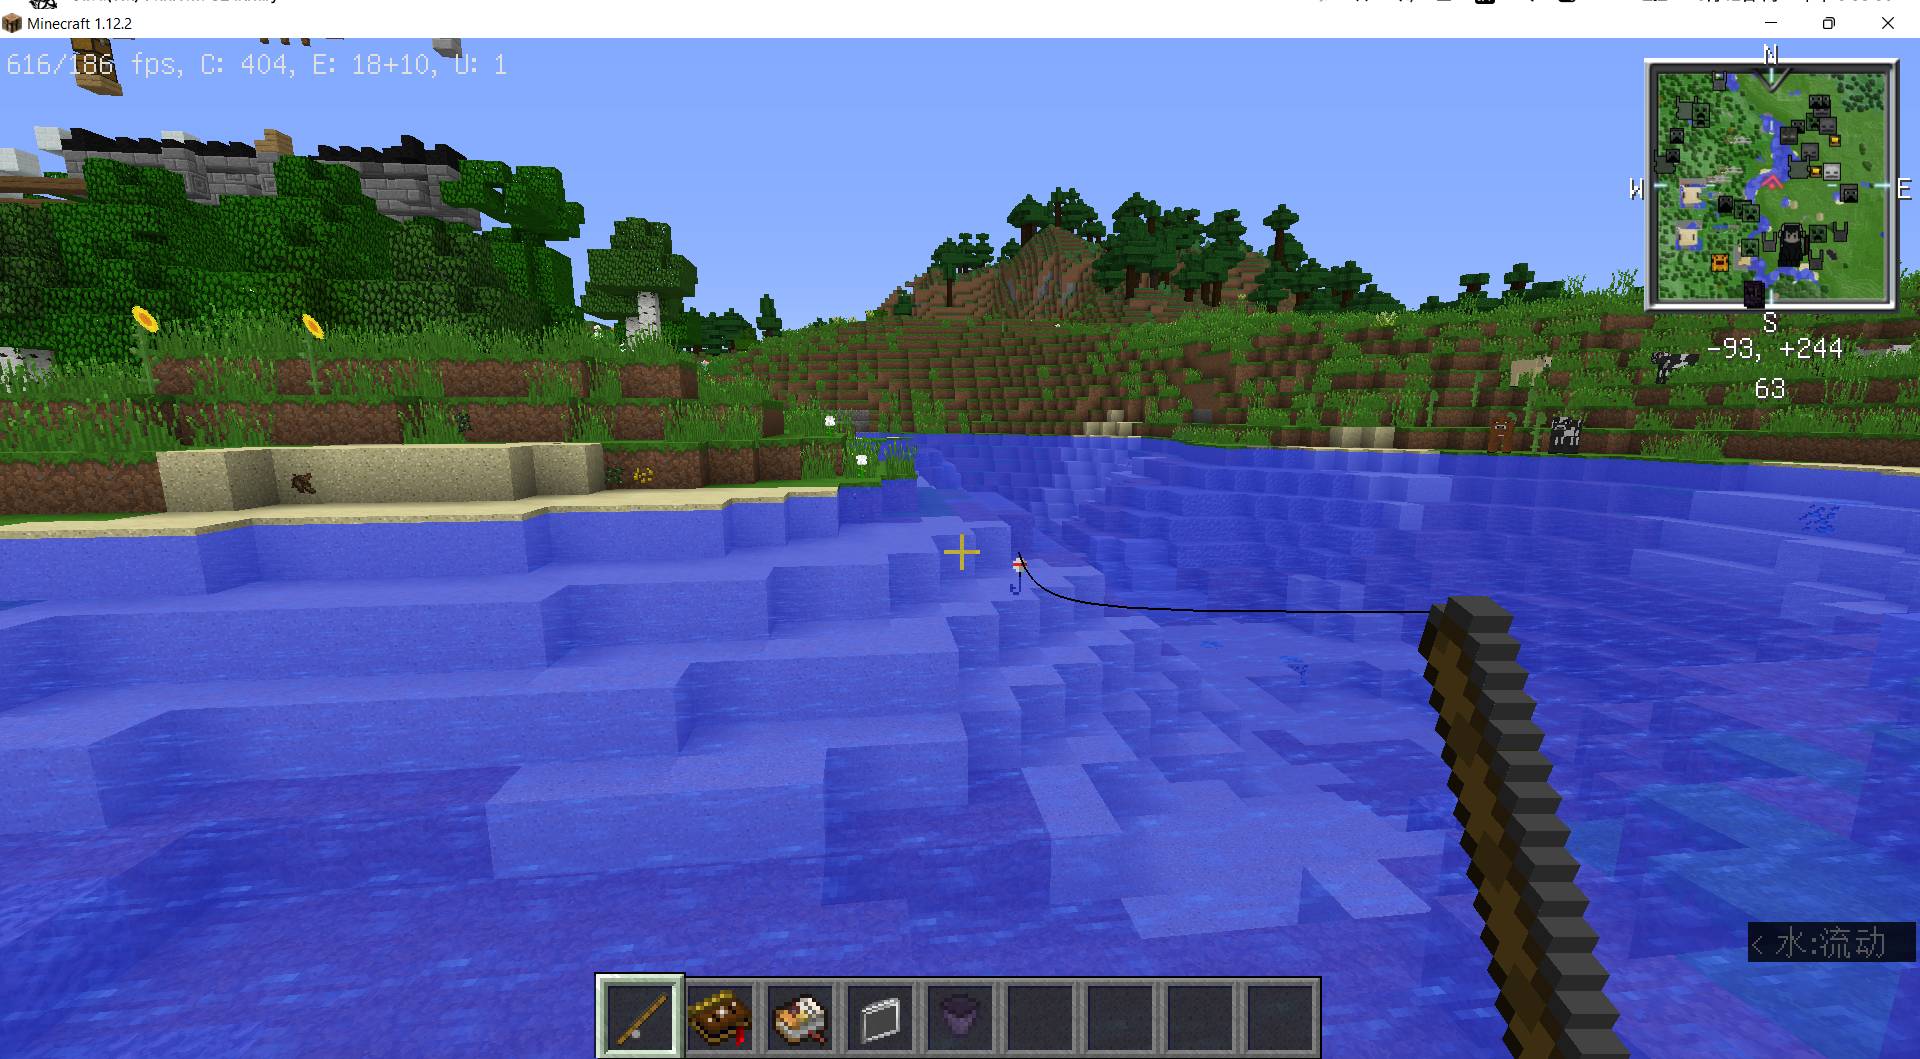 Minecraft 1.12.2
616/186 fps, C: 404, E: 18+10, U: 1
N
W
E
S
-93, +244
63
< 水:流动